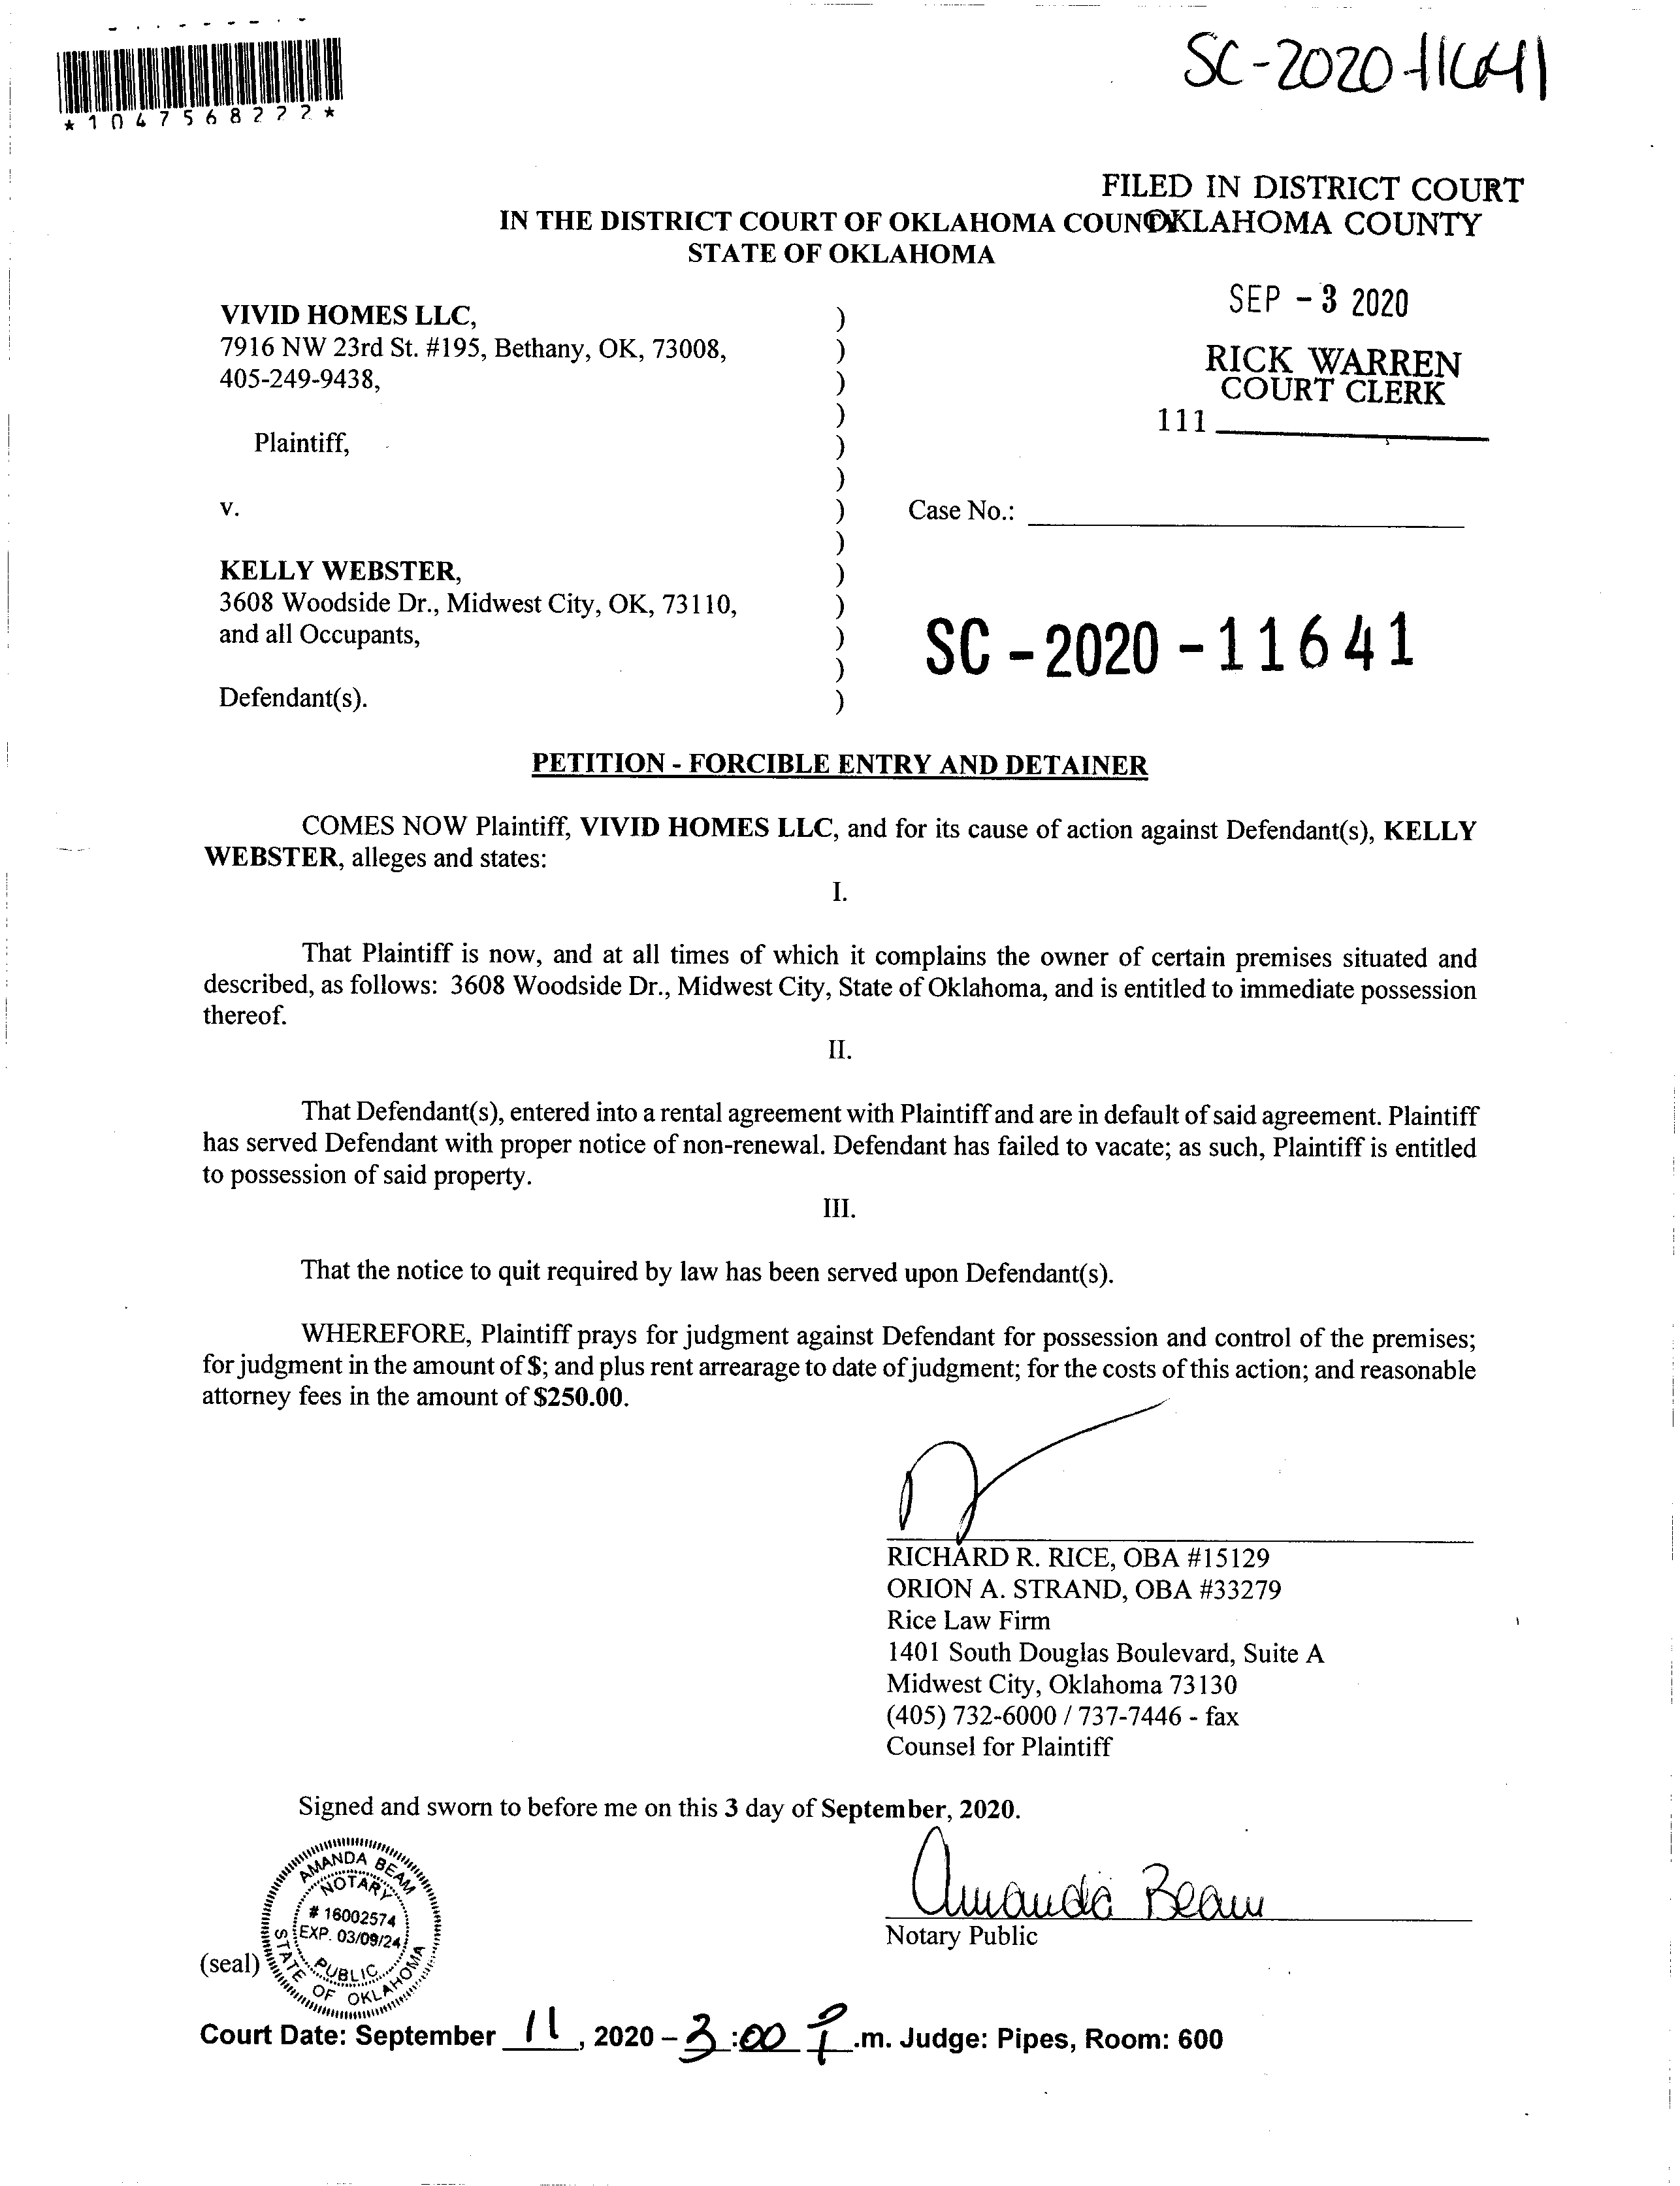 SC-2020-11641
*1047568222*
FILED IN DISTRICT COURT
OKLAHOMA COUNTY
IN THE DISTRICT COURT OF OKLAHOMA
STATE OF OKLAHOMA
SEP - 3 2020
RICK WARREN
COURT CLERK
111
VIVID HOMES LLC,
7916 NW 23rd St. #195, Bethany, OK, 73008,
405-249-9438,
Plaintiff,
v.
Case No.:
KELLY WEBSTER,
3608 Woodside Dr., Midwest City, OK, 73110,
and all Occupants,
SC - 2020 - 11641
Defendant(s).
)
)
)
)
)
)
)
)
)
)
)
)
)
PETITION - FORCIBLE ENTRY AND DETAINER
COMES NOW Plaintiff, VIVID HOMES LLC, and for its cause of action against Defendant(s), KELLY
WEBSTER, alleges and states:
I.
That Plaintiff is now, and at all times of which it complains the owner of certain premises situated and
described, as follows: 3608 Woodside Dr., Midwest City, State of Oklahoma, and is entitled to immediate possession
thereof.
II.
That Defendant(s), entered into a rental agreement with Plaintiff and are in default of said agreement. Plaintiff
has served Defendant with proper notice of non-renewal. Defendant has failed to vacate; as such, Plaintiff is entitled
to possession of said property.
III.
That the notice to quit required by law has been served upon Defendant(s).
WHEREFORE, Plaintiff prays for judgment against Defendant for possession and control of the premises;
for judgment in the amount of $; and plus rent arrearage to date of judgment; for the costs of this action; and reasonable
attorney fees in the amount of $250.00.
RICHARD R. RICE, OBA #15129
ORION A. STRAND, OBA #33279
Rice Law Firm
1401 South Douglas Boulevard, Suite A
Midwest City, Oklahoma 73130
(405) 732-6000 / 737-7446 - fax
Counsel for Plaintiff
Signed and sworn to before me on this 3 day of September, 2020.
Amanda Beam
Notary Public
AMANDA BEAM
NOTARY
# 16002574
EXP. 03/09/24
PUBLIC
STATE OF OKLAHOMA
(seal)
Court Date: September 11, 2020 – 3:00 P.m. Judge: Pipes, Room: 600